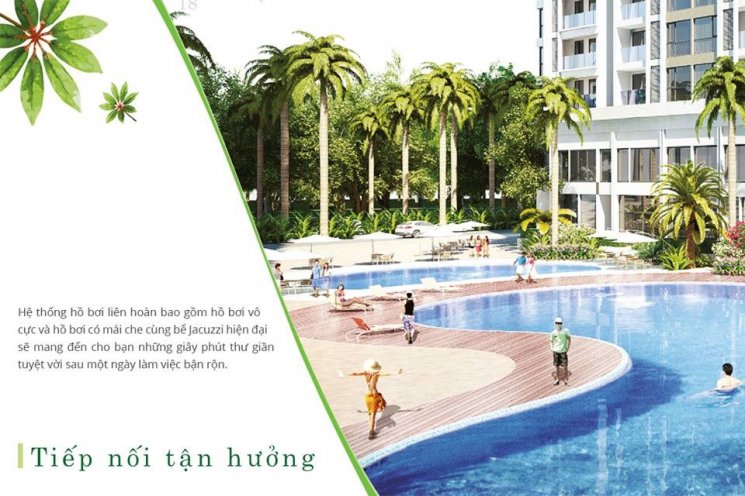 18
Hệ thống hồ bơi liên hoàn bao gồm hồ bơi vô
cực và hồ bơi có mái che cùng bể Jacuzzi hiện đại
sẽ mang đến cho bạn những giây phút thư giãn
tuyệt vời sau một ngày làm việc bận rộn.
Tiếp nối tận hưởng